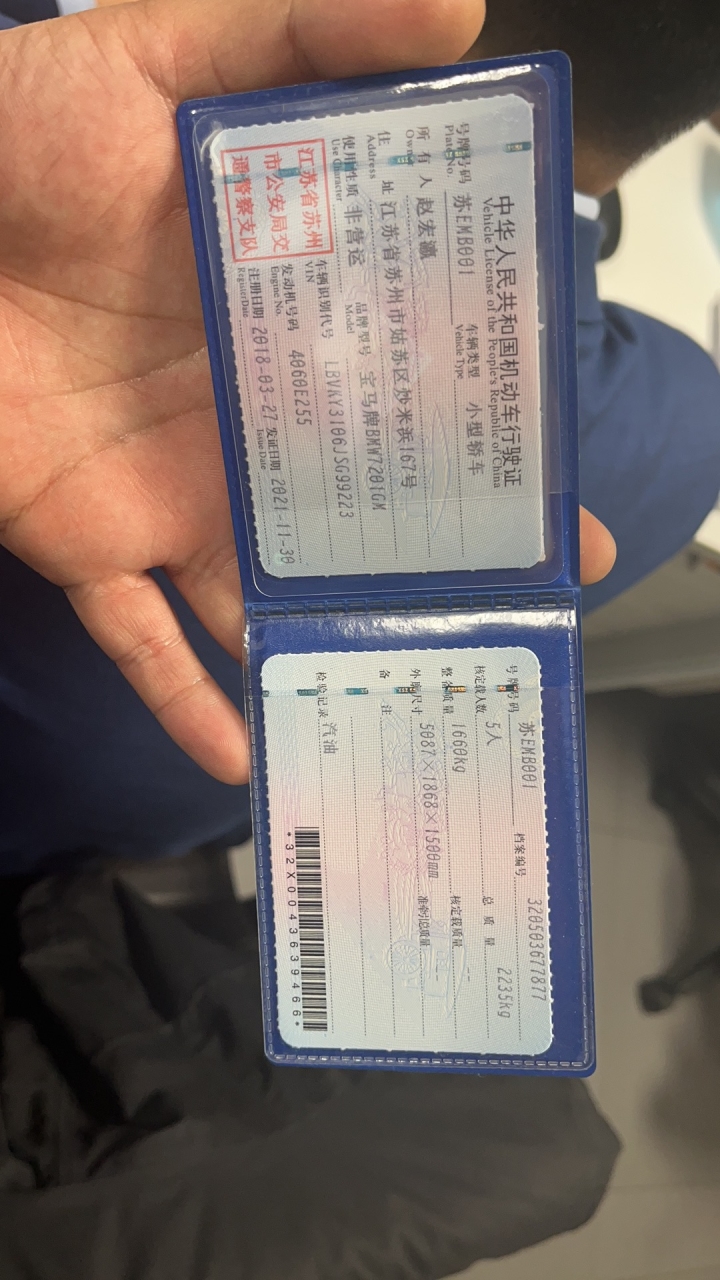 中华人民共和国机动车行驶证
Vehicle License of the People's Republic of China
号牌号码 苏EMB001 车辆类型 小型轿车
Plate No. Vehicle Type
所有人 赵宏瀛
Owner
住址 江苏省苏州市姑苏区炒米浜167号
Address
使用性质 非营运 品牌型号 宝马牌BMW7201GM
Use Character Model
江苏省苏州
市公安局交
通警察支队
车辆识别代号 LBVKY3106JSG99223
VIN
发动机号码 4060E255
Engine No.
注册日期 2018-03-27 发证日期 2021-11-30
Register Date Issue Date
号牌号码 苏EMB001 档案编号 320503677877
核定载人数 5人 总质量 2235kg
整备质量 1660kg 核定载质量 --
外廓尺寸 5087×1868×1500mm 准牵引总质量
备注
检验记录 汽油
*32X0043639466*